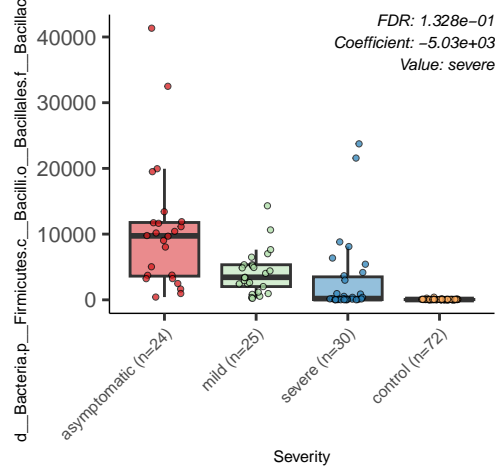 FDR: 1.328e−01
Coefficient: −5.03e+03
Value: severe
d__Bacteria.p__Firmicutes.c__Bacilli.o__Bacillales.f__Bacillac
40000
30000
20000
10000
0
asymptomatic (n=24)
mild (n=25)
severe (n=30)
control (n=72)
Severity